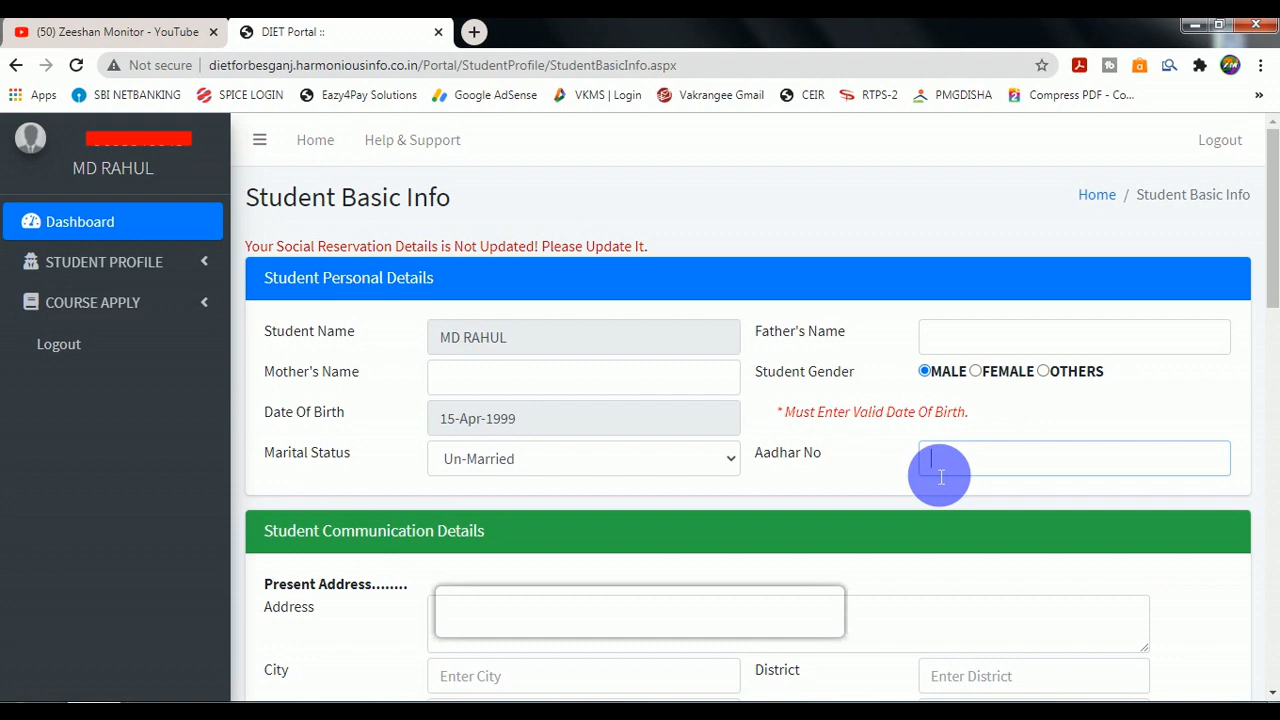 (50) Zeeshan Monitor - YouTube
DIET Portal ::
Not secure
dietforbesganj.harmoniousinfo.co.in/Portal/StudentProfile/StudentBasicInfo.aspx
Apps
SBI NETBANKING
SPICE LOGIN
Eazy4Pay Solutions
Google AdSense
VKMS | Login
Vakrangee Gmail
CEIR
RTPS-2
PMGDISHA
Compress PDF - Co...
MD RAHUL
Home
Help & Support
Logout
Dashboard
STUDENT PROFILE
COURSE APPLY
Logout
Student Basic Info
Home / Student Basic Info
Your Social Reservation Details is Not Updated! Please Update It.
Student Personal Details
Student Name
MD RAHUL
Father's Name
Mother's Name
Student Gender
MALE FEMALE OTHERS
Date Of Birth
15-Apr-1999
* Must Enter Valid Date Of Birth.
Marital Status
Un-Married
Aadhar No
Student Communication Details
Present Address........
Address
City
Enter City
District
Enter District